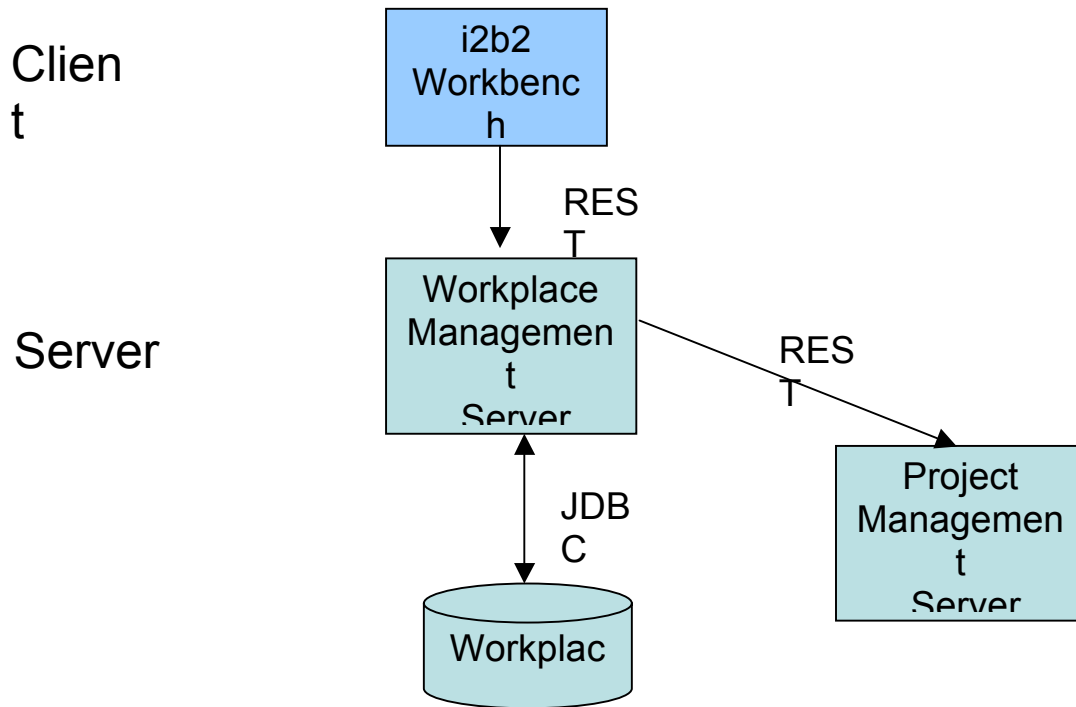 Clien
t
i2b2
Workbenc
h
RES
T
Server
Workplace
Managemen
t
Server
RES
T
Project
Managemen
t
Server
JDB
C
Workplac